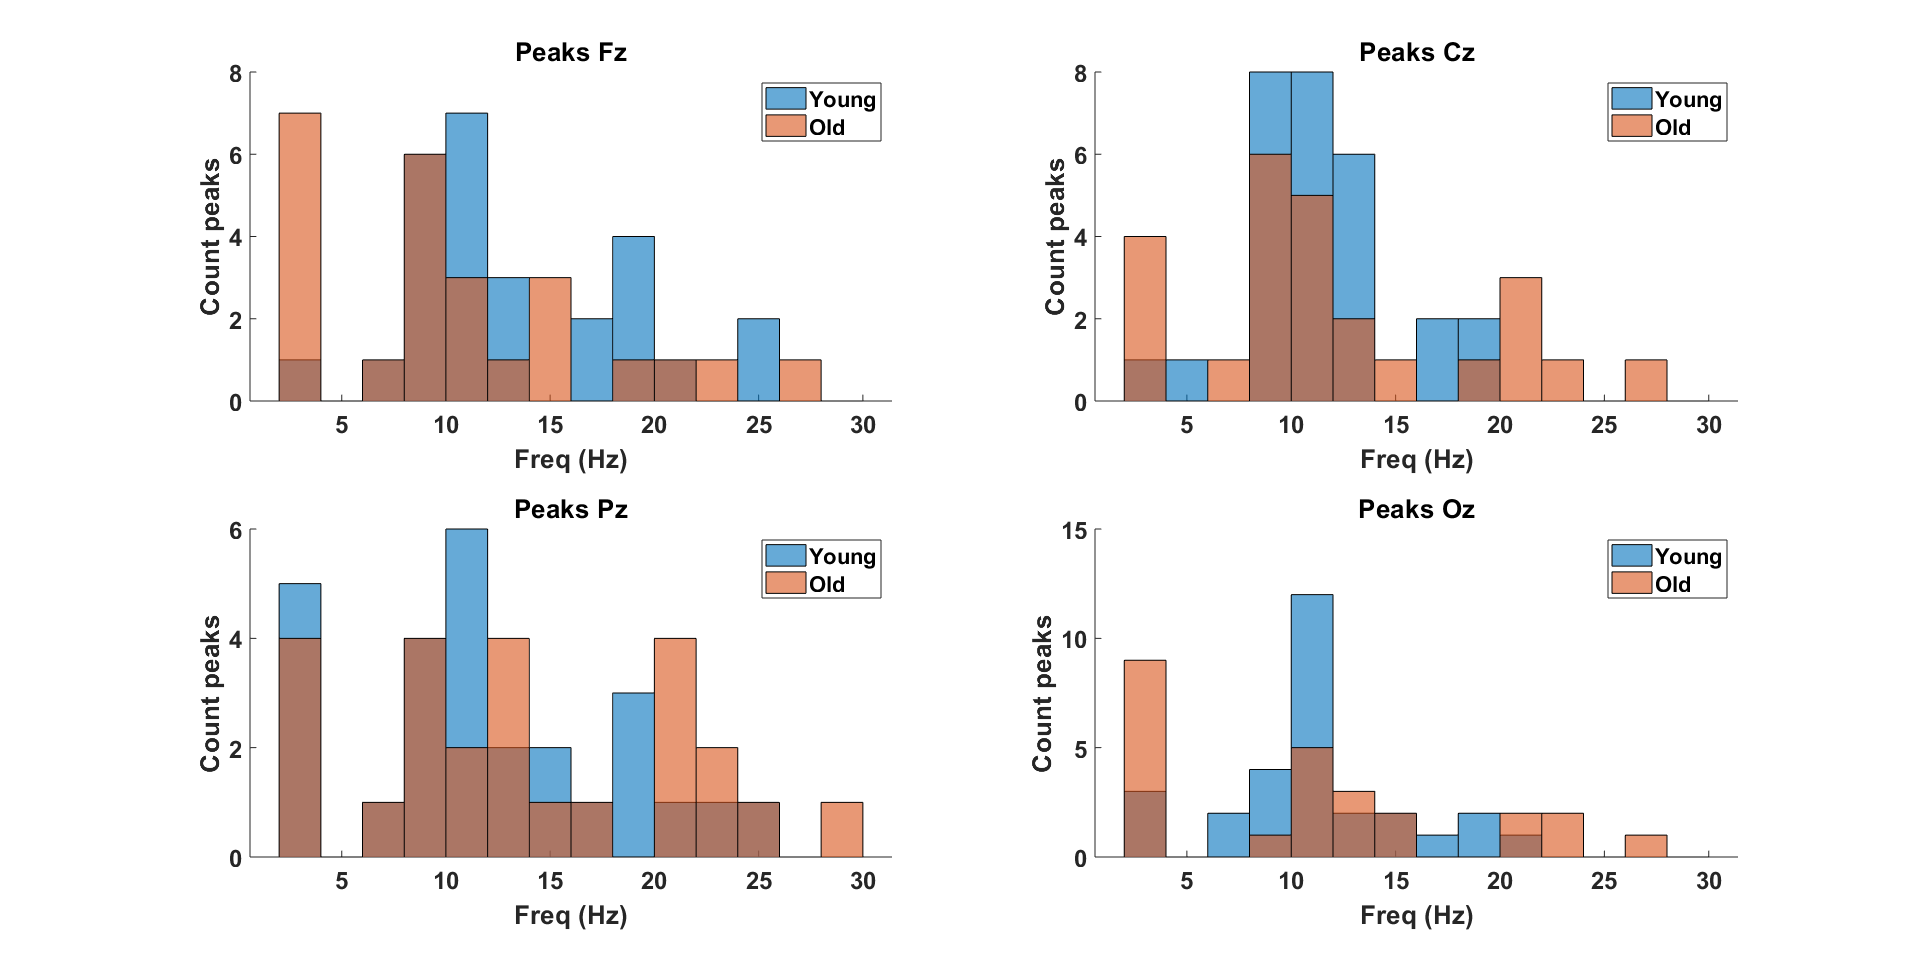 Peaks Fz
8
6
4
2
0
Count peaks
5 10 15 20 25 30
Freq (Hz)
Young
Old
Peaks Cz
8
6
4
2
0
Count peaks
5 10 15 20 25 30
Freq (Hz)
Young
Old
Peaks Pz
6
4
2
0
Count peaks
5 10 15 20 25 30
Freq (Hz)
Young
Old
Peaks Oz
15
10
5
0
Count peaks
5 10 15 20 25 30
Freq (Hz)
Young
Old